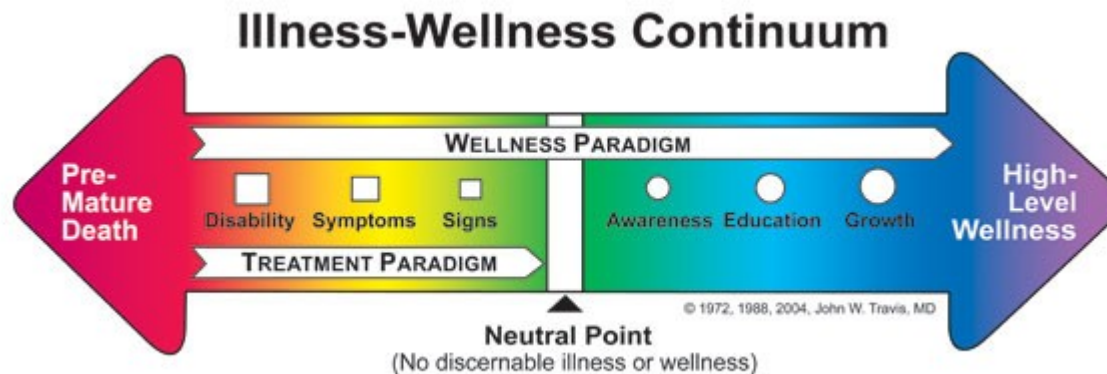 Illness-Wellness Continuum
WELLNESS PARADIGM
Pre-
Mature
Death
Disability Symptoms Signs
Awareness Education Growth
High-
Level
Wellness
TREATMENT PARADIGM
© 1972, 1988, 2004, John W. Travis, MD
Neutral Point
(No discernable illness or wellness)